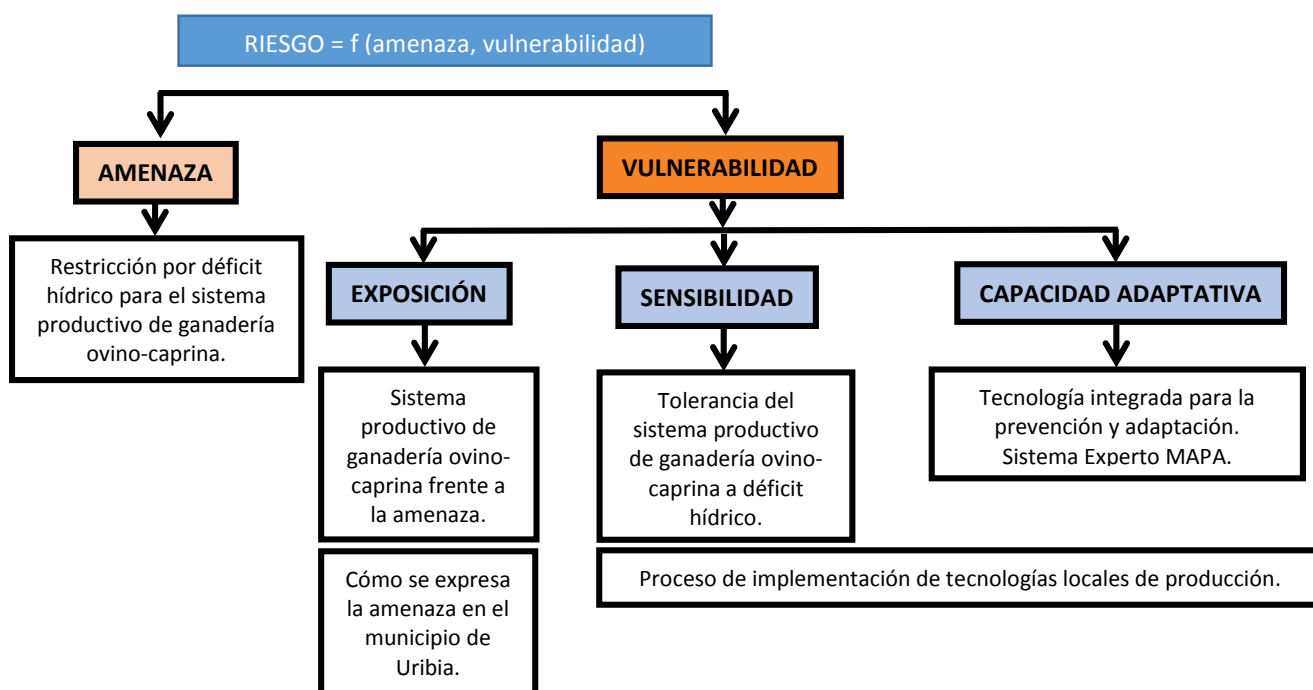 RIESGO = f (amenaza, vulnerabilidad)
AMENAZA
VULNERABILIDAD
Restricción por déficit
hídrico para el sistema
productivo de ganadería
ovino-caprina.
EXPOSICIÓN
SENSIBILIDAD
CAPACIDAD ADAPTATIVA
Sistema
productivo de
ganadería ovino-
caprina frente a
la amenaza.
Tolerancia del
sistema productivo
de ganadería ovino-
caprina a déficit
hídrico.
Tecnología integrada para la
prevención y adaptación.
Sistema Experto MAPA.
Cómo se expresa
la amenaza en el
municipio de
Uribia.
Proceso de implementación de tecnologías locales de producción.